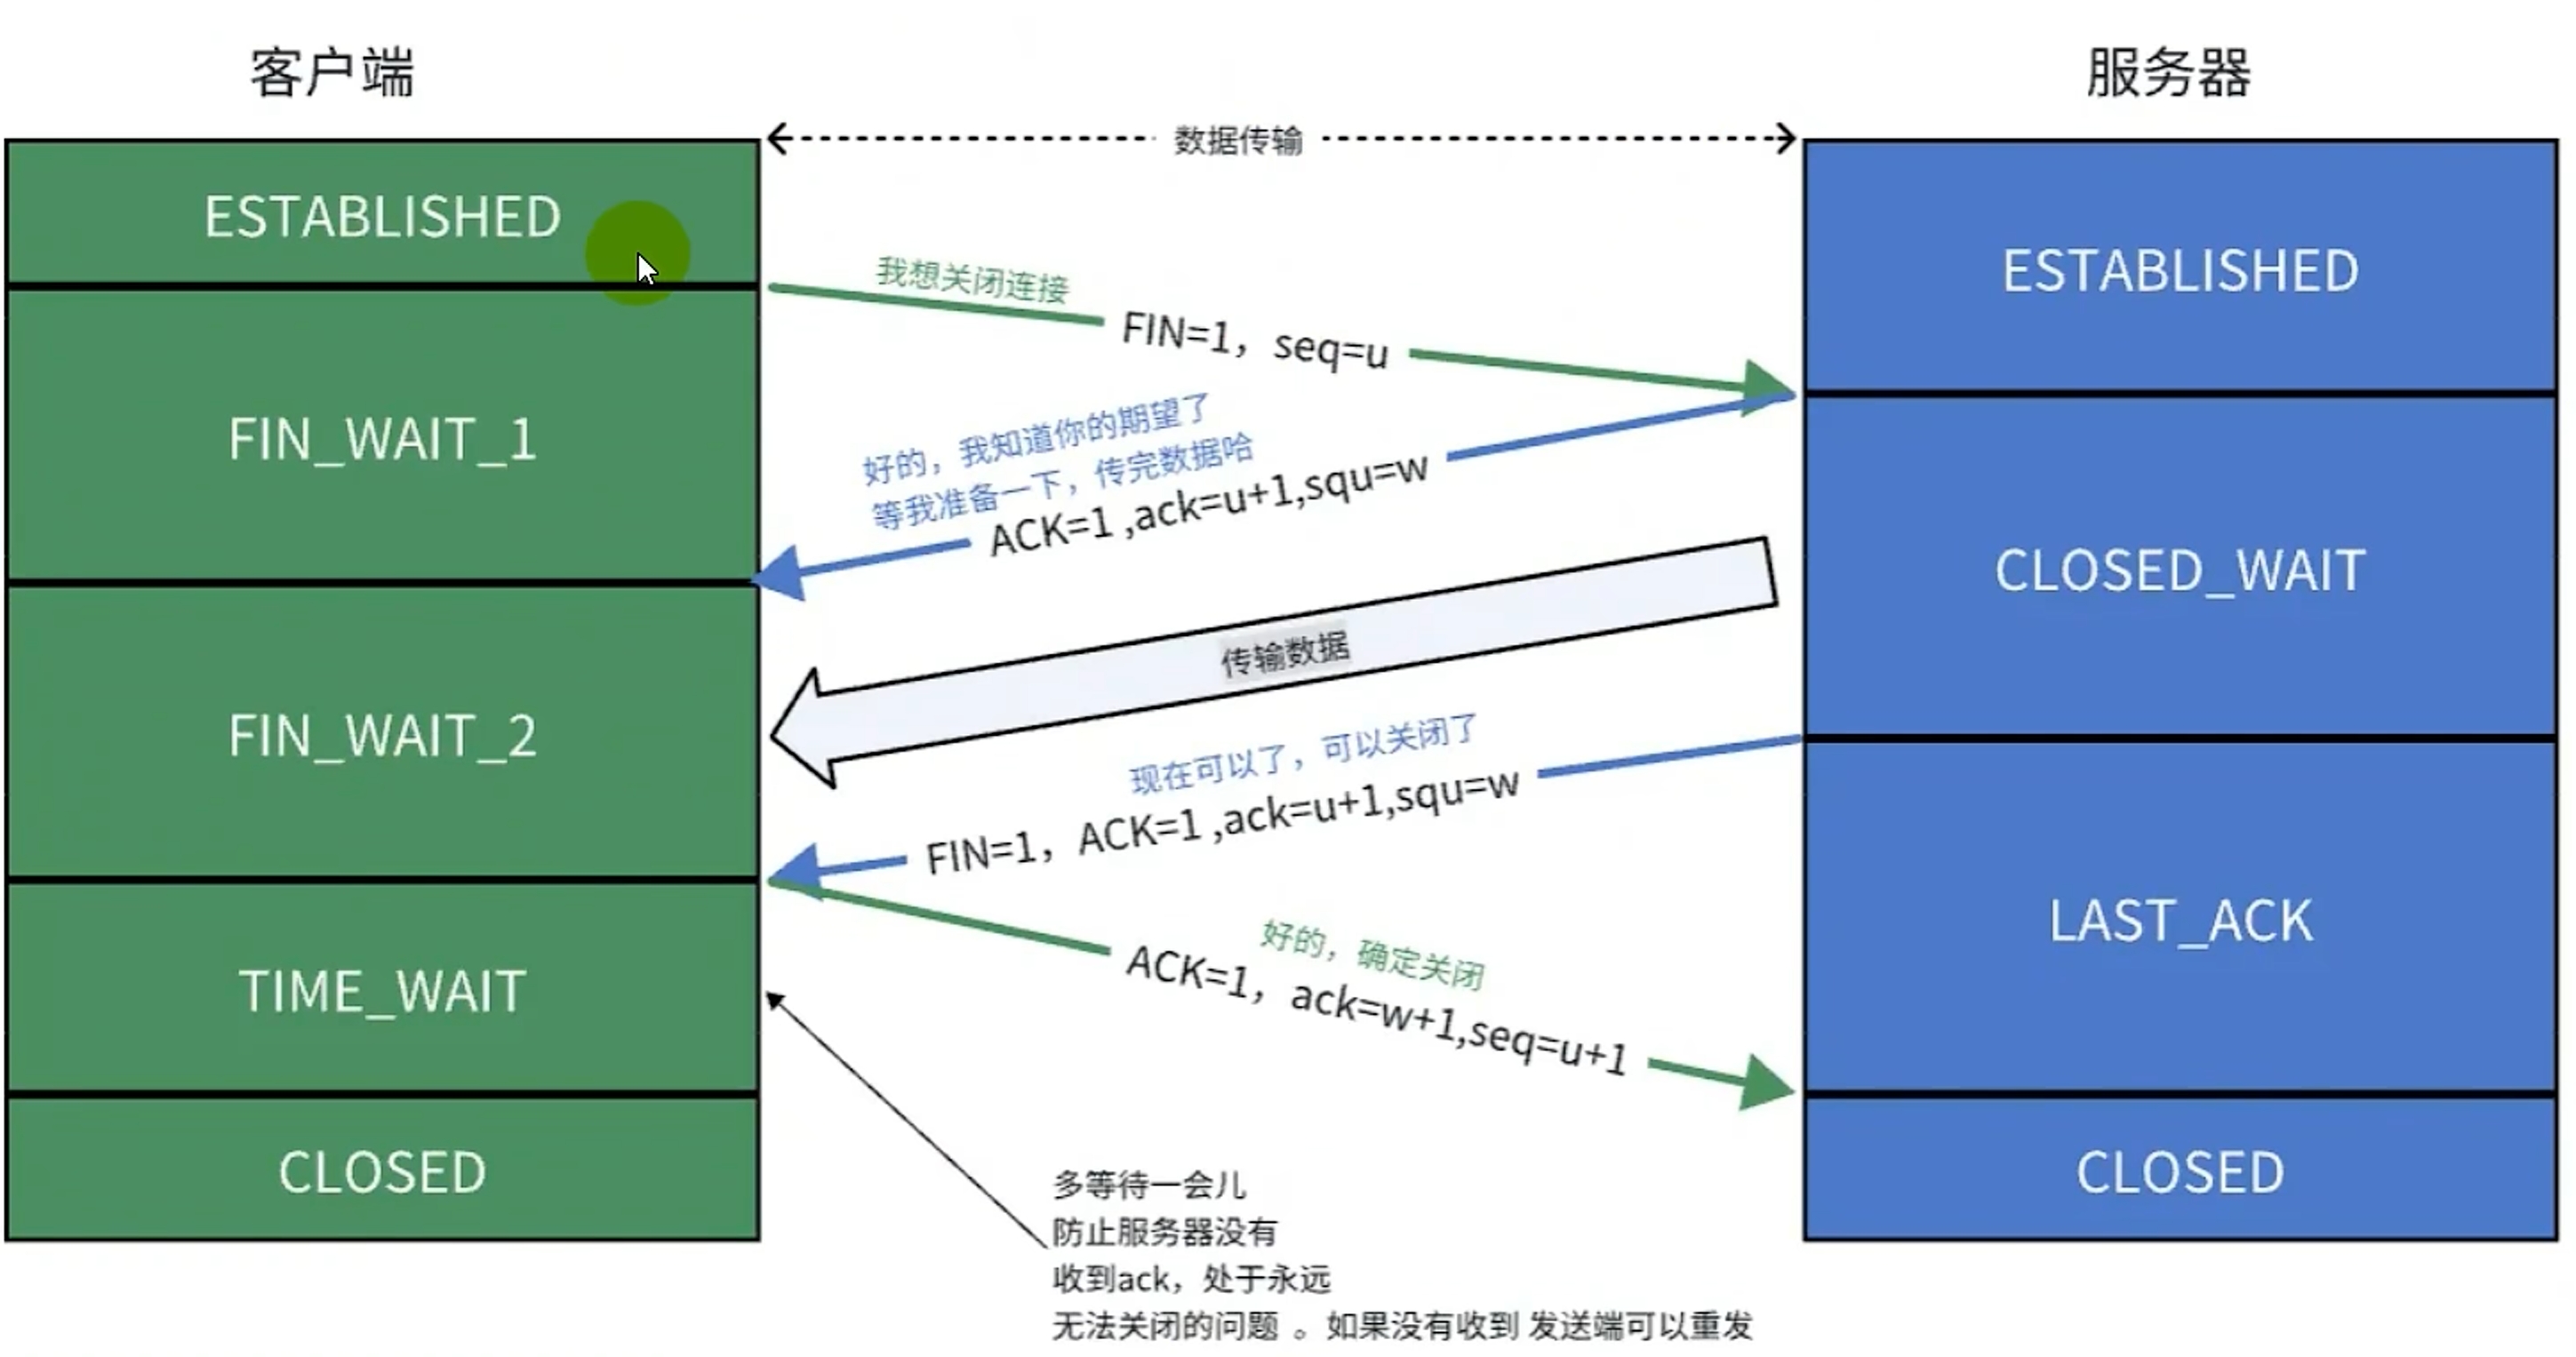 客户端
服务器
数据传输
ESTABLISHED
ESTABLISHED
我想关闭连接
FIN=1，seq=u
FIN_WAIT_1
好的，我知道你的期望了
等我准备一下，传完数据哈
ACK=1 ,ack=u+1,squ=w
CLOSED_WAIT
传输数据
FIN_WAIT_2
现在可以了，可以关闭了
FIN=1，ACK=1 ,ack=u+1,squ=w
LAST_ACK
好的，确定关闭
ACK=1，ack=w+1,seq=u+1
TIME_WAIT
CLOSED
CLOSED
多等待一会儿
防止服务器没有
收到ack，处于永远
无法关闭的问题 。如果没有收到 发送端可以重发